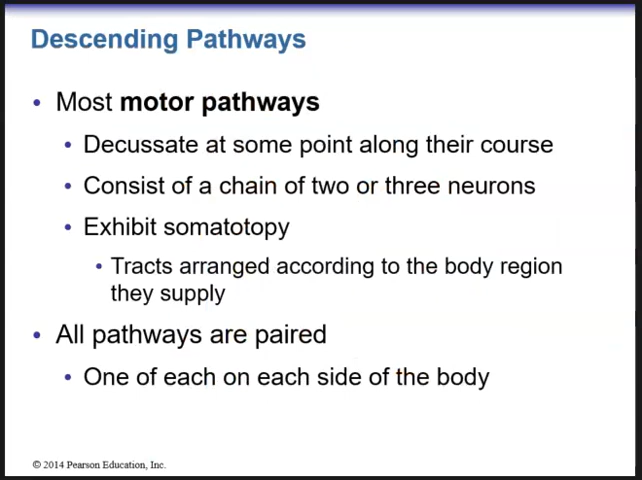 Descending Pathways
• Most motor pathways
• Decussate at some point along their course
• Consist of a chain of two or three neurons
• Exhibit somatotopy
• Tracts arranged according to the body region
they supply
• All pathways are paired
• One of each on each side of the body
© 2014 Pearson Education, Inc.